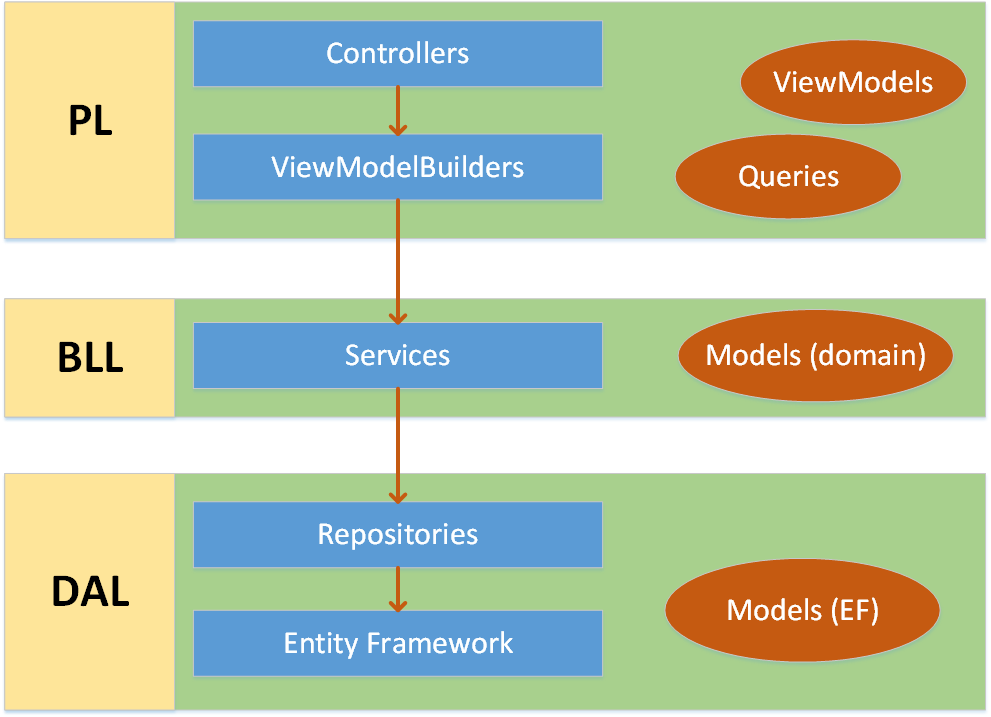 PL
Controllers
ViewModels
ViewModelBuilders
Queries
BLL
Services
Models (domain)
DAL
Repositories
Models (EF)
Entity Framework